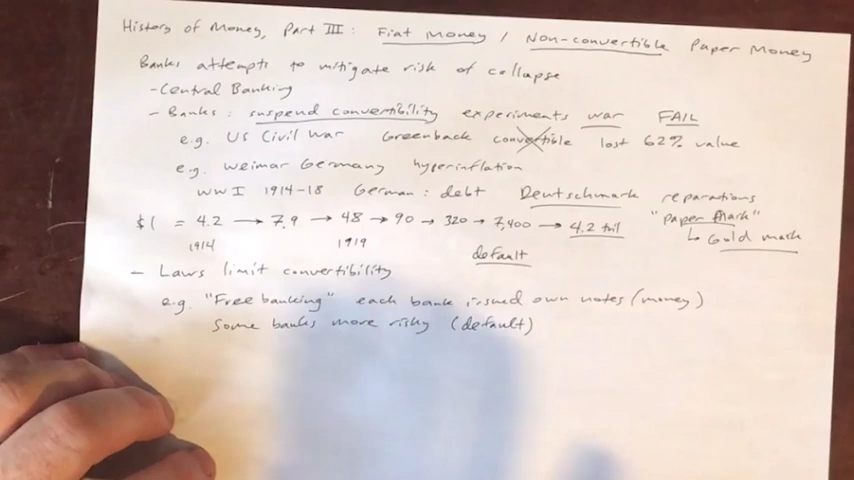 History of Money, Part III: Fiat Money / Non-convertible Paper Money
Banks attempts to mitigate risk of collapse
- Central Banking
- Banks: suspend convertibility experiments war FAIL
e.g. US Civil War Greenback convertible lost 62% value
e.g. Weimar Germany hyperinflation
WWI 1914-18 German: debt Deutschmark reparations
$1 = 4.2 → 7.9 → 48 → 90 → 320 → 7,400 → 4.2 tril "Paper Mark"
1914 1919 ↳ Gold mark
default
- Laws limit convertibility
e.g. "Free banking" each bank issued own notes (money)
Some banks more risky (default)